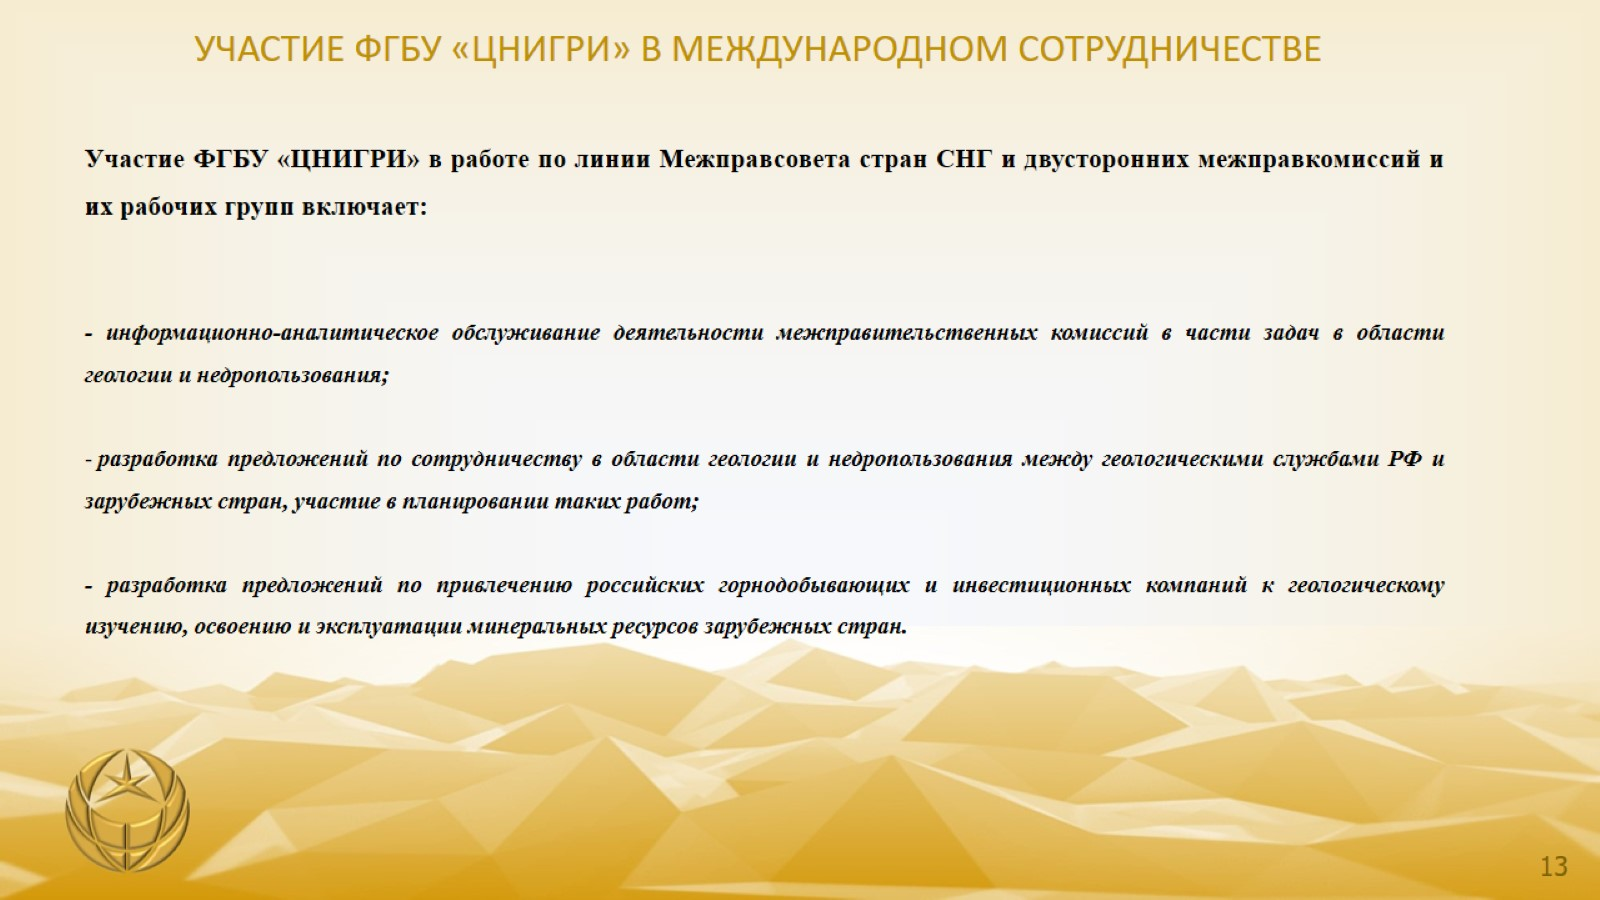 УЧАСТИЕ ФГБУ «ЦНИГРИ» В МЕЖДУНАРОДНОМ СОТРУДНИЧЕСТВЕ
Участие ФГБУ «ЦНИГРИ» в работе по линии Межправсовета стран СНГ и двусторонних межправкомиссий и
их рабочих групп включает:
- информационно-аналитическое обслуживание деятельности межправительственных комиссий в части задач в области
геологии и недропользования;
- разработка предложений по сотрудничеству в области геологии и недропользования между геологическими службами РФ и
зарубежных стран, участие в планировании таких работ;
- разработка предложений по привлечению российских горнодобывающих и инвестиционных компаний к геологическому
изучению, освоению и эксплуатации минеральных ресурсов зарубежных стран.
13